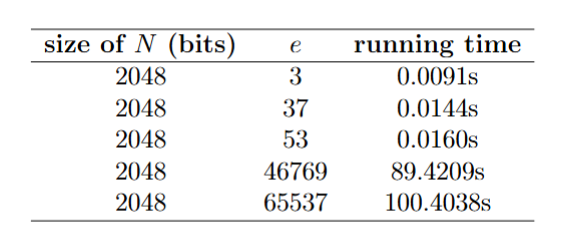 size of N (bits) e running time
2048 3 0.0091s
2048 37 0.0144s
2048 53 0.0160s
2048 46769 89.4209s
2048 65537 100.4038s